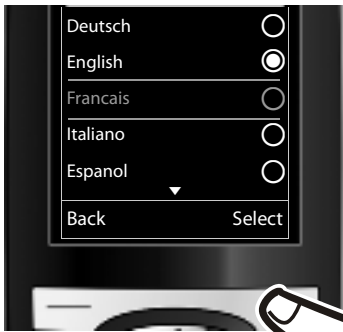 Deutsch
English
Francais
Italiano
Espanol
Back Select